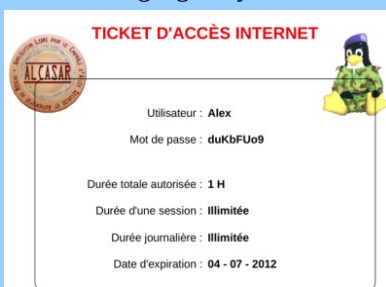 TICKET D'ACCÈS INTERNET
ALCASAR
Utilisateur : Alex
Mot de passe : duKbFUo9
Durée totale autorisée : 1 H
Durée d'une session : Illimitée
Durée journalière : Illimitée
Date d'expiration : 04 - 07 - 2012